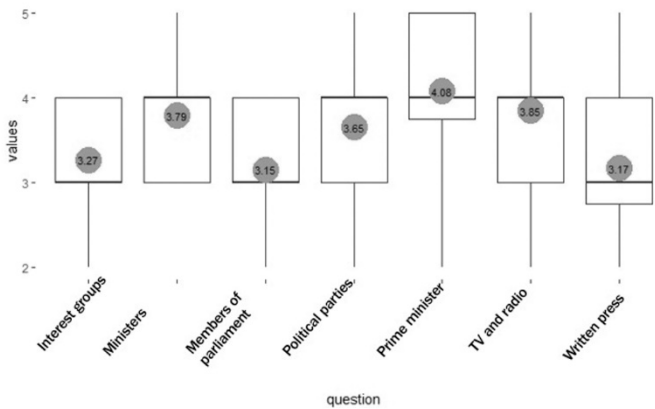 values
5
4
3
2
3.27
3.79
3.15
3.65
4.08
3.85
3.17
Interest groups
Ministers
Members of
parliament
Political parties
Prime minister
TV and radio
Written press
question